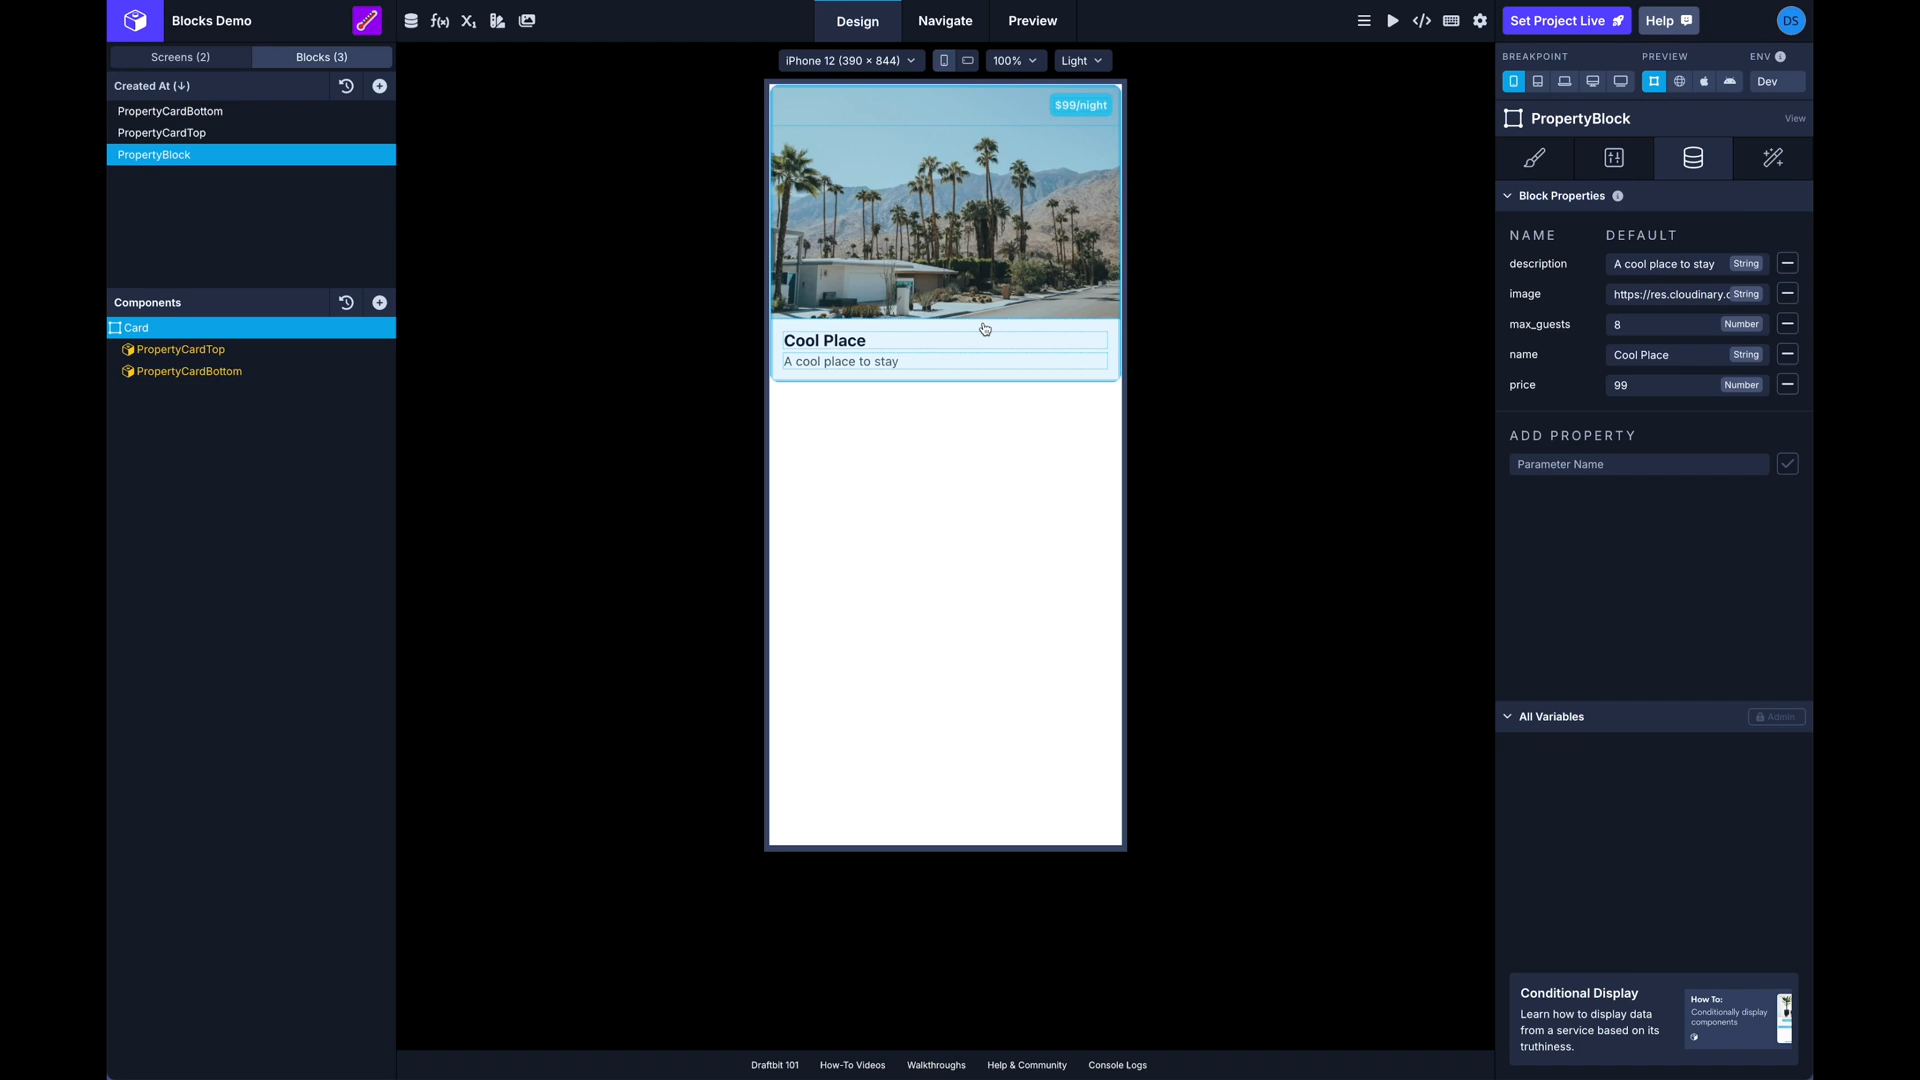 Blocks Demo
f(x)
X₁
Design
Navigate
Preview
Set Project Live
Help
DS
Screens (2)
Blocks (3)
iPhone 12 (390 × 844)
100%
Light
BREAKPOINT
PREVIEW
ENV
Dev
Created At (↓)
PropertyCardBottom
PropertyCardTop
PropertyBlock
Components
Card
PropertyCardTop
PropertyCardBottom
$99/night
Cool Place
A cool place to stay
PropertyBlock
View
Block Properties
NAME
DEFAULT
description
A cool place to stay
String
image
https://res.cloudinary.c
String
max_guests
8
Number
name
Cool Place
String
price
99
Number
ADD PROPERTY
Parameter Name
All Variables
Admin
Conditional Display
Learn how to display data
from a service based on its
truthiness.
How To:
Conditionally display
components
Draftbit 101
How-To Videos
Walkthroughs
Help & Community
Console Logs